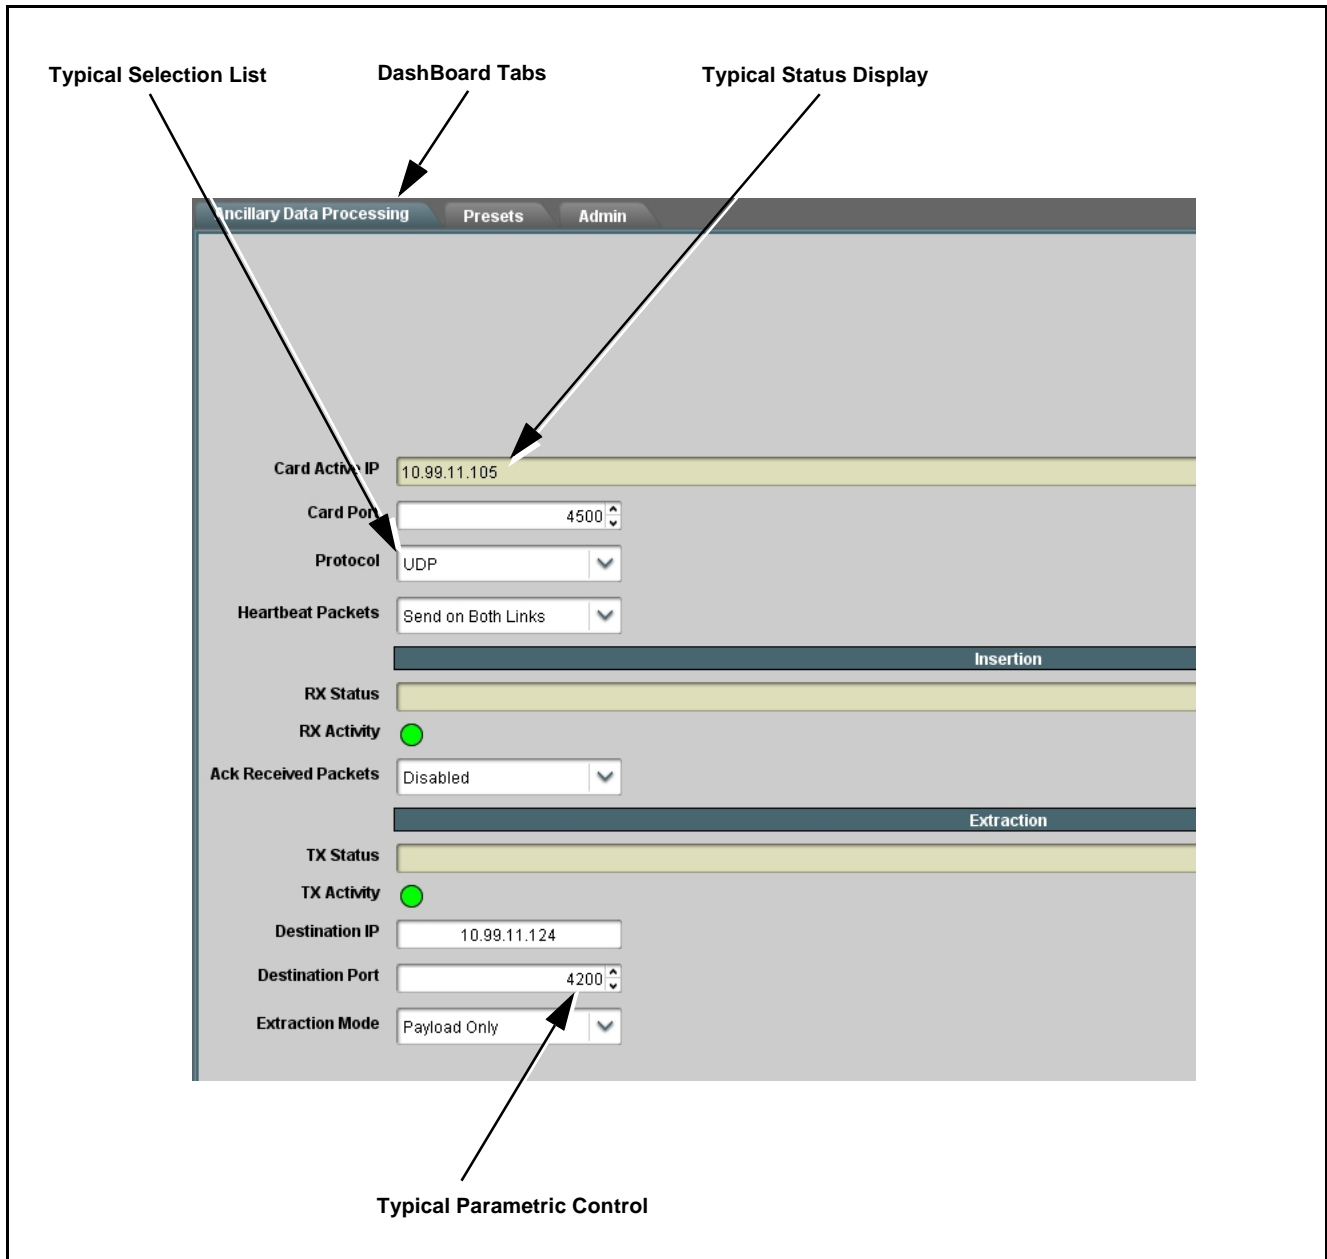 Typical Selection List DashBoard Tabs Typical Status Display
Ancillary Data Processing Presets Admin
Card Active IP 10.99.11.105
Card Port 4500
Protocol UDP
Heartbeat Packets Send on Both Links
Insertion
RX Status
RX Activity
Ack Received Packets Disabled
Extraction
TX Status
TX Activity
Destination IP 10.99.11.124
Destination Port 4200
Extraction Mode Payload Only
Typical Parametric Control